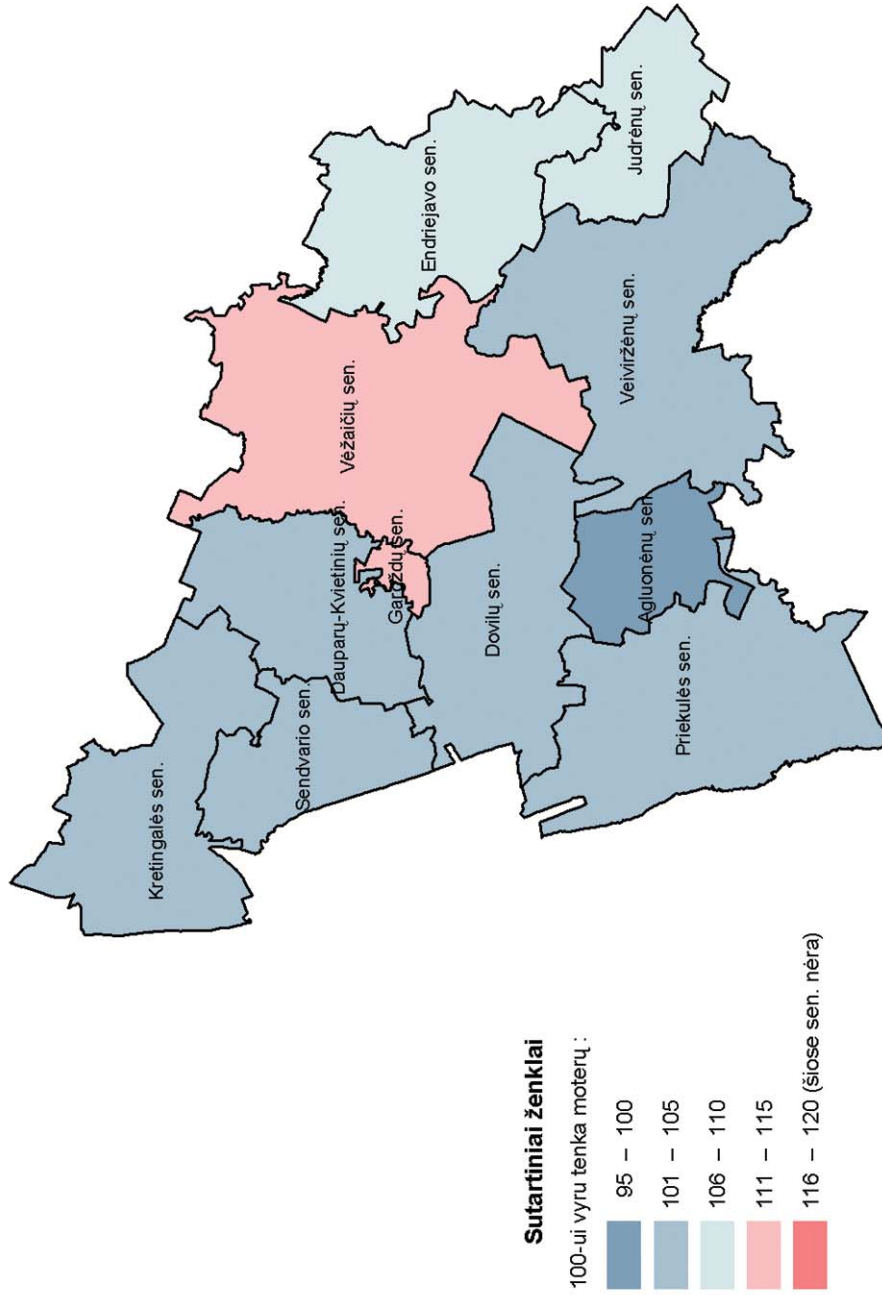 Kretingalės sen.
Sendvario sen.
Dauparų-Kvietinių sen.
Gargždų sen.
Vėžaičių sen.
Endriejavo sen.
Judrėnų sen.
Dovilų sen.
Agluonėnų sen.
Veiviržėnų sen.
Priekulės sen.
Sutartiniai ženklai
100-ui vyru tenka moterų :
95 – 100
101 – 105
106 – 110
111 – 115
116 – 120 (šiose sen. nėra)